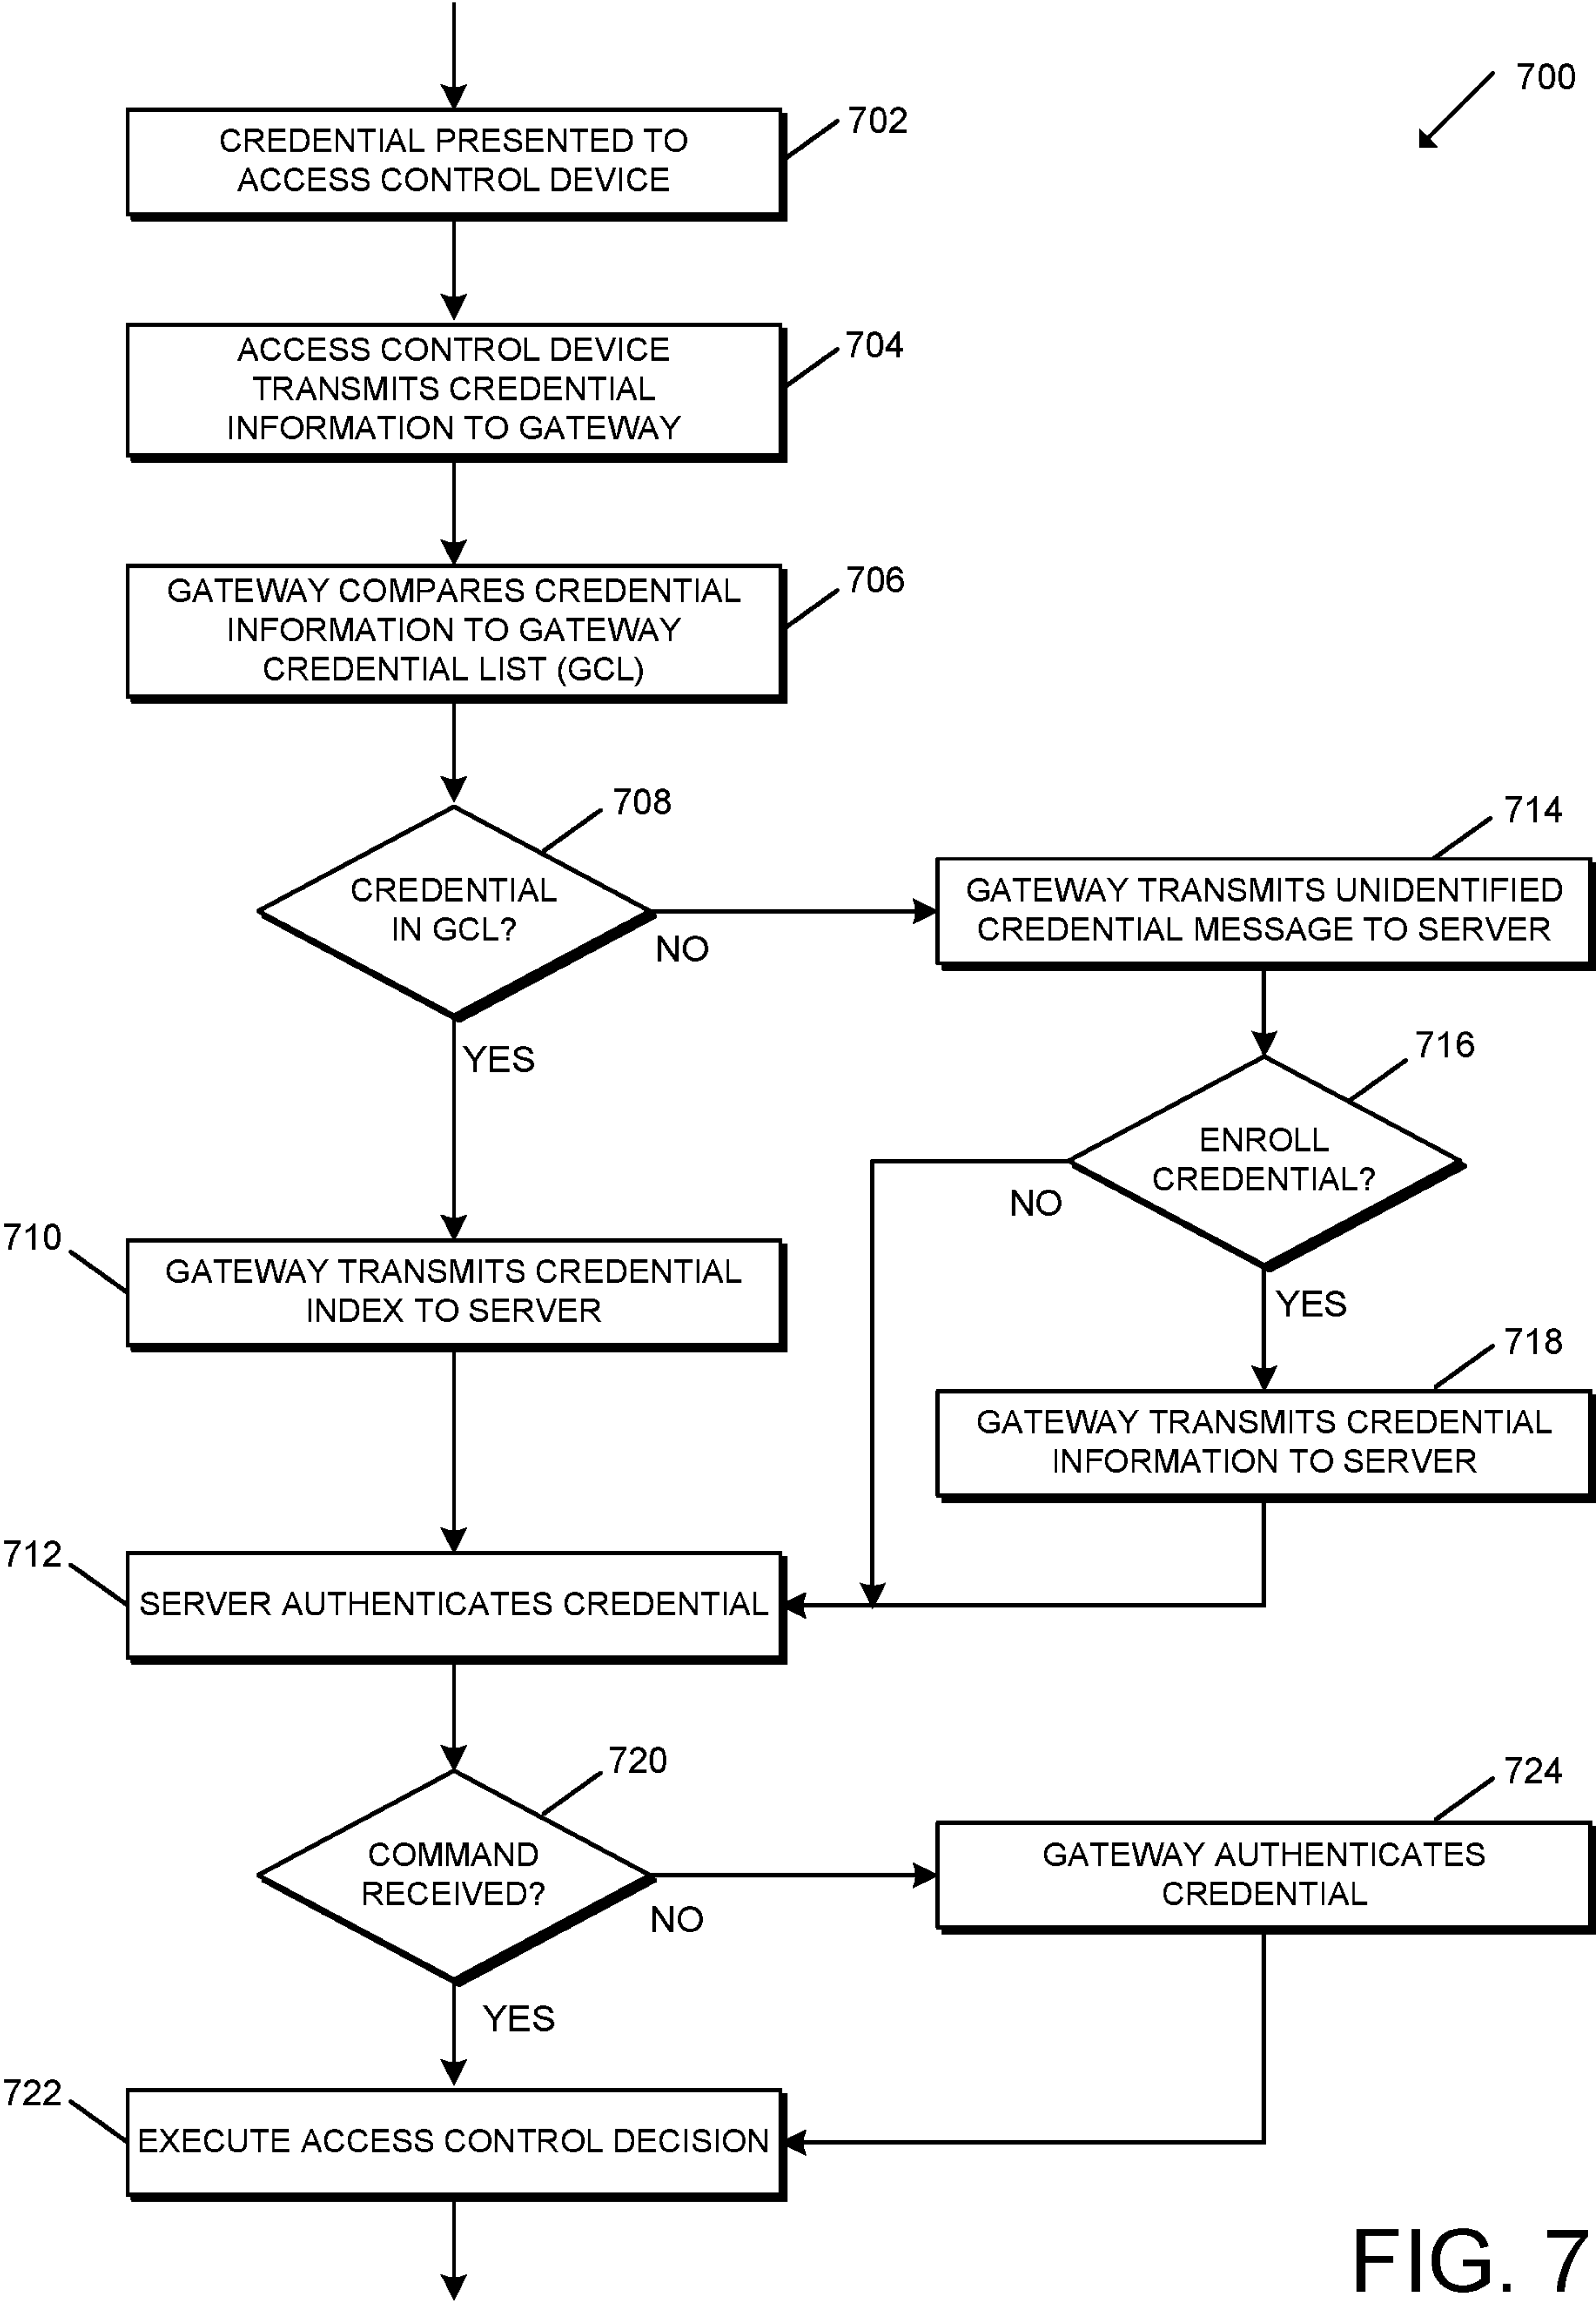 700
702
CREDENTIAL PRESENTED TO
ACCESS CONTROL DEVICE
704
ACCESS CONTROL DEVICE
TRANSMITS CREDENTIAL
INFORMATION TO GATEWAY
706
GATEWAY COMPARES CREDENTIAL
INFORMATION TO GATEWAY
CREDENTIAL LIST (GCL)
708
CREDENTIAL
IN GCL?
NO
YES
714
GATEWAY TRANSMITS UNIDENTIFIED
CREDENTIAL MESSAGE TO SERVER
716
ENROLL
CREDENTIAL?
NO
YES
710
GATEWAY TRANSMITS CREDENTIAL
INDEX TO SERVER
718
GATEWAY TRANSMITS CREDENTIAL
INFORMATION TO SERVER
712
SERVER AUTHENTICATES CREDENTIAL
720
COMMAND
RECEIVED?
NO
YES
724
GATEWAY AUTHENTICATES
CREDENTIAL
722
EXECUTE ACCESS CONTROL DECISION
FIG. 7